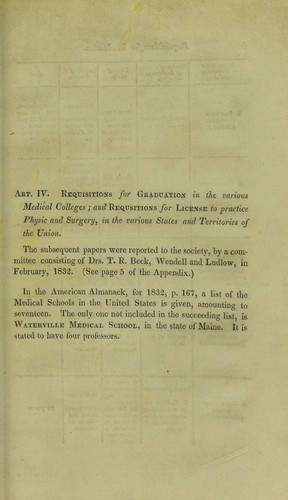 ART. IV. REQUISITIONS for GRADUATION in the various
Medical Colleges; and REQUSITIONS for LICENSE to practice
Physic and Surgery, in the various States and Territories of
the Union.
The subsequent papers were reported to the society, by a com-
mittee consisting of Drs. T. R. Beck, Wendell and Ludlow, in
February, 1832. (See page 5 of the Appendix.)
In the American Almanack, for 1832, p. 167, a list of the
Medical Schools in the United States is given, amounting to
seventeen. The only one not included in the succeeding list, is
WATERVILLE MEDICAL SCHOOL, in the state of Maine. It is
stated to have four professors.